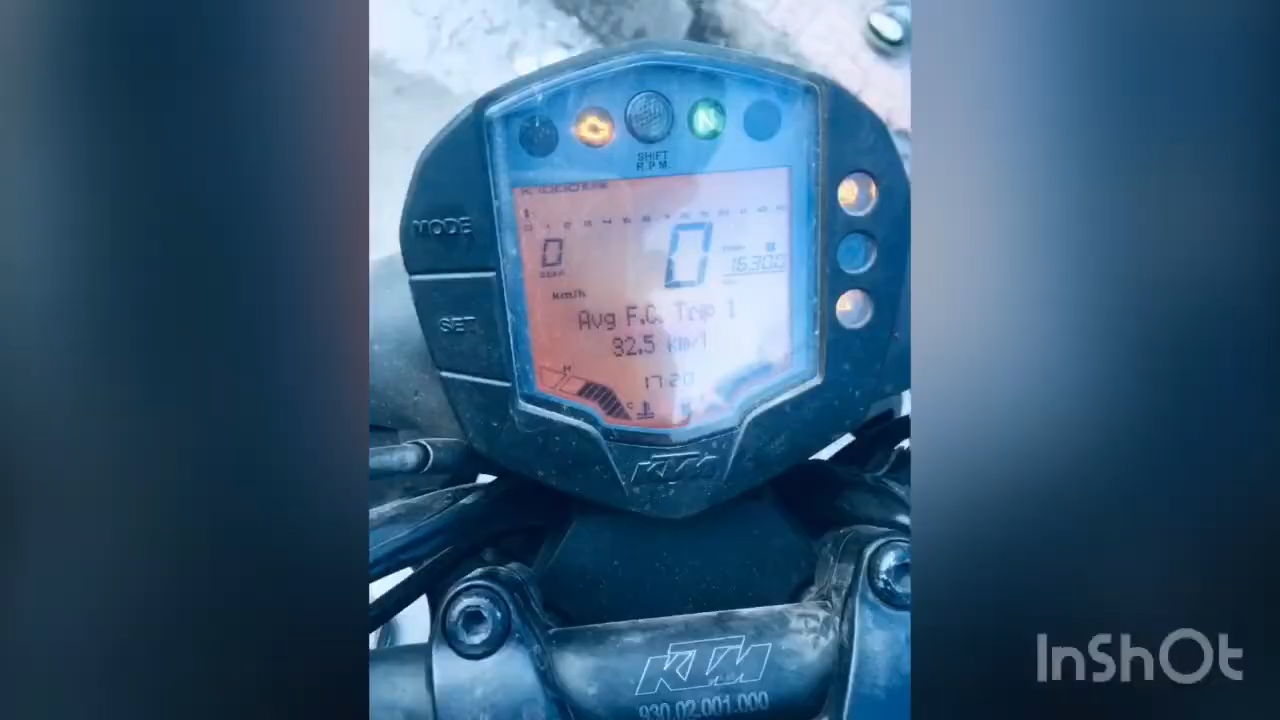 N
SHIFT
R.P.M.
MODE
0
0
km/h
Avg F.C. Trip 1
32.5 km/l
SET
17:20
H
C
KTM
KTM
930.02.001.000
InShOt